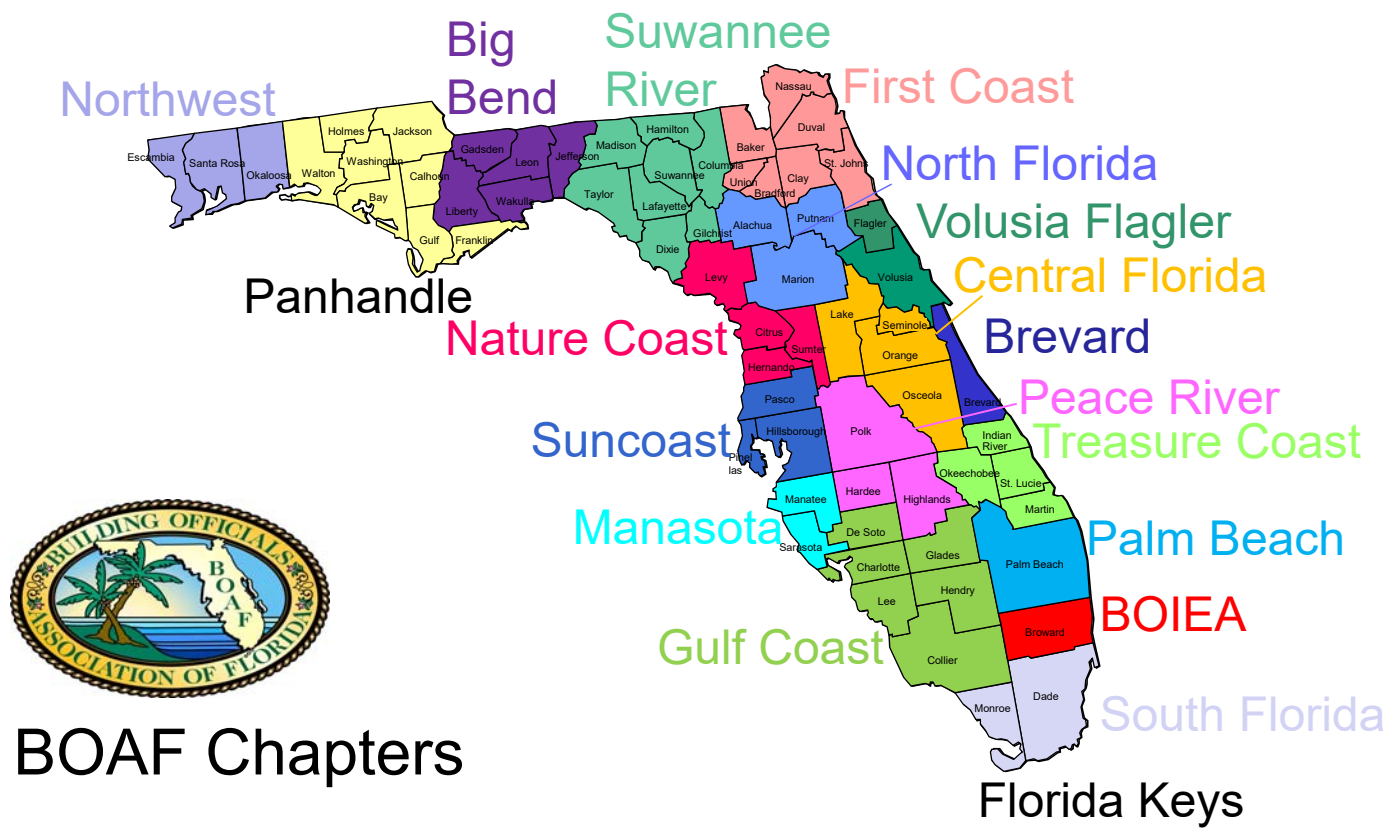 Big
Bend
Suwannee
River
Northwest
First Coast
North Florida
Volusia Flagler
Central Florida
Panhandle
Nature Coast
Brevard
Peace River
Suncoast
Treasure Coast
Manasota
Palm Beach
BOIEA
Gulf Coast
South Florida
Florida Keys
Escambia
Santa Rosa
Okaloosa
Walton
Holmes
Jackson
Washington
Calhoun
Bay
Gulf
Franklin
Gadsden
Leon
Jefferson
Liberty
Wakulla
Madison
Hamilton
Taylor
Suwannee
Columbia
Lafayette
Dixie
Gilchrist
Nassau
Duval
Baker
Union
Bradford
Clay
St. Johns
Alachua
Putnam
Marion
Flagler
Volusia
Levy
Citrus
Sumter
Hernando
Lake
Seminole
Orange
Osceola
Brevard
Pasco
Hillsborough
Pinel
las
Polk
Hardee
Highlands
Indian
River
Okeechobee
St. Lucie
Martin
Manatee
Sarasota
De Soto
Charlotte
Glades
Lee
Hendry
Collier
Palm Beach
Broward
Dade
Monroe
BUILDING OFFICIALS
ASSOCIATION OF FLORIDA
B
O
A
F
BOAF Chapters